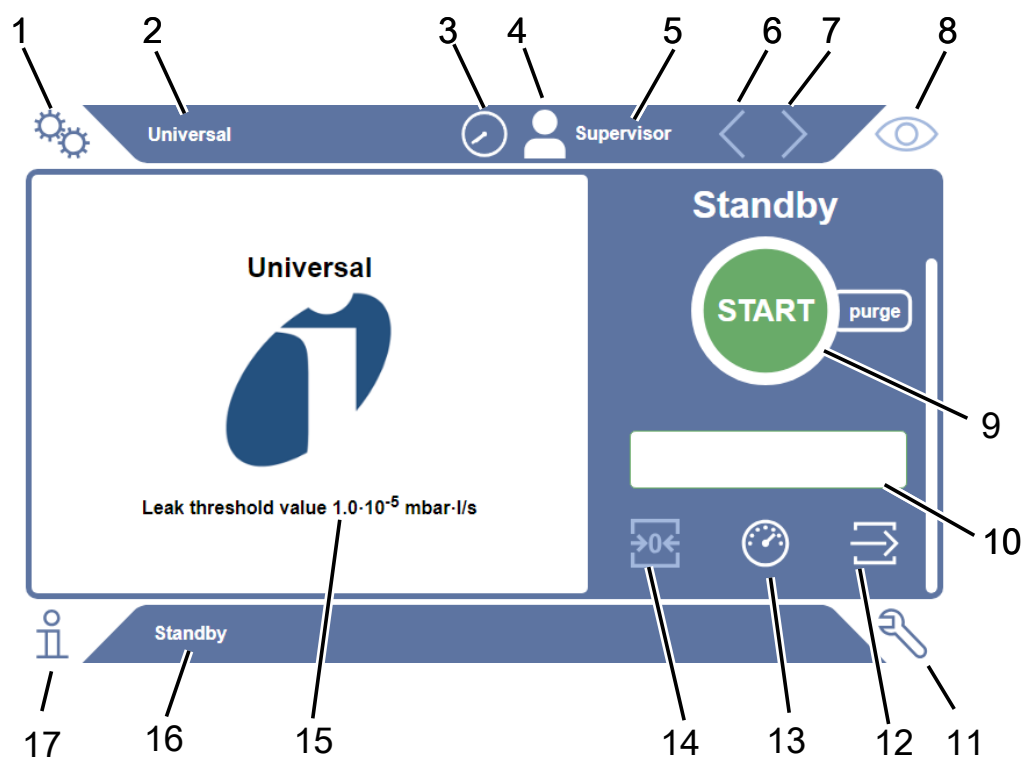 1 2 3 4 5 6 7 8
Universal Supervisor
Standby
Universal
START purge
9
Leak threshold value 1.0·10⁻⁵ mbar·l/s
10
→0←
Standby
17 16 15 14 13 12 11